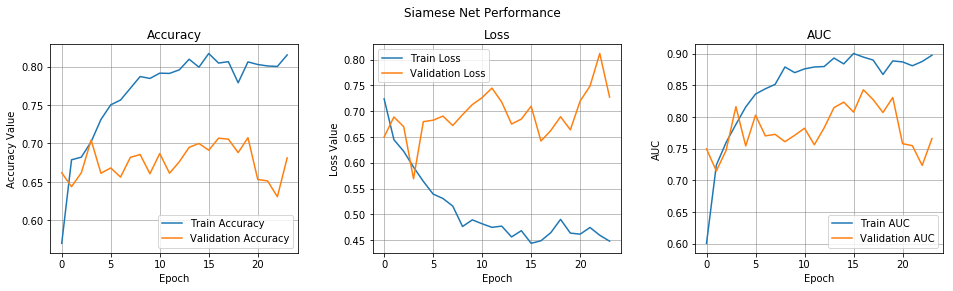 Siamese Net Performance
Accuracy
Accuracy Value
0.80
0.75
0.70
0.65
0.60
0
5
10
15
20
Epoch
Train Accuracy
Validation Accuracy
Loss
Loss Value
0.80
0.75
0.70
0.65
0.60
0.55
0.50
0.45
0
5
10
15
20
Epoch
Train Loss
Validation Loss
AUC
AUC
0.90
0.85
0.80
0.75
0.70
0.65
0.60
0
5
10
15
20
Epoch
Train AUC
Validation AUC